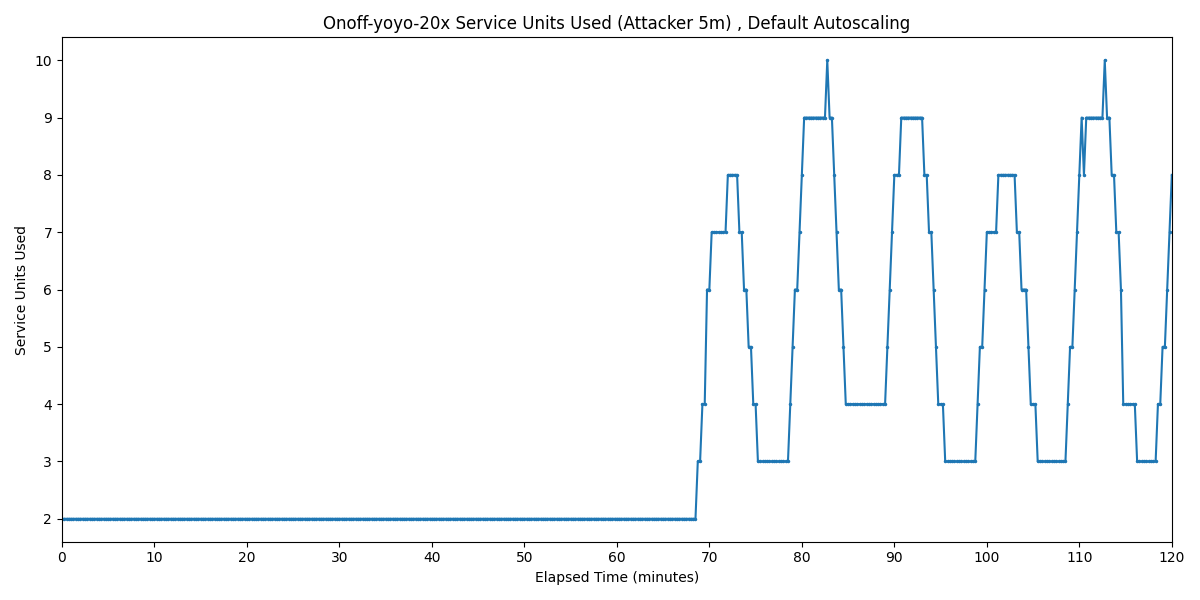 Onoff-yoyo-20x Service Units Used (Attacker 5m) , Default Autoscaling
Service Units Used
10
9
8
7
6
5
4
3
2
0 10 20 30 40 50 60 70 80 90 100 110 120
Elapsed Time (minutes)